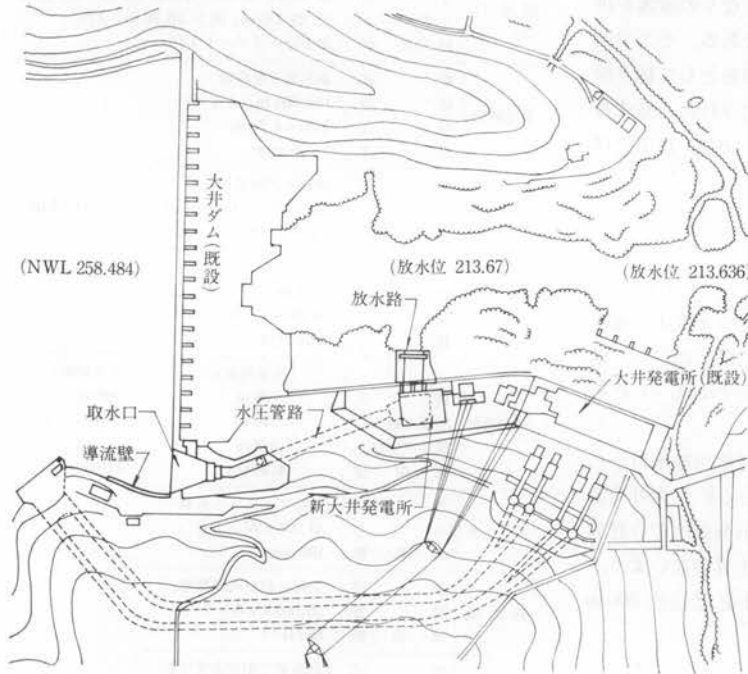 大井ダム(既設)
(NWL 258.484)
(放水位 213.67)
(放水位 213.636)
放水路
大井発電所(既設)
取水口
水圧管路
導流壁
新大井発電所